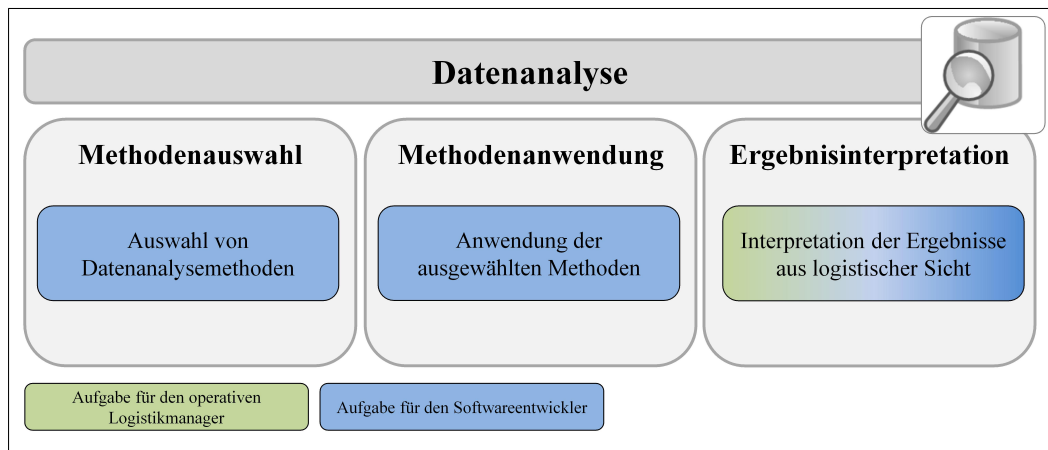 Datenanalyse
Methodenauswahl
Auswahl von
Datenanalysemethoden
Methodenanwendung
Anwendung der
ausgewählten Methoden
Ergebnisinterpretation
Interpretation der Ergebnisse
aus logistischer Sicht
Aufgabe für den operativen
Logistikmanager
Aufgabe für den Softwareentwickler